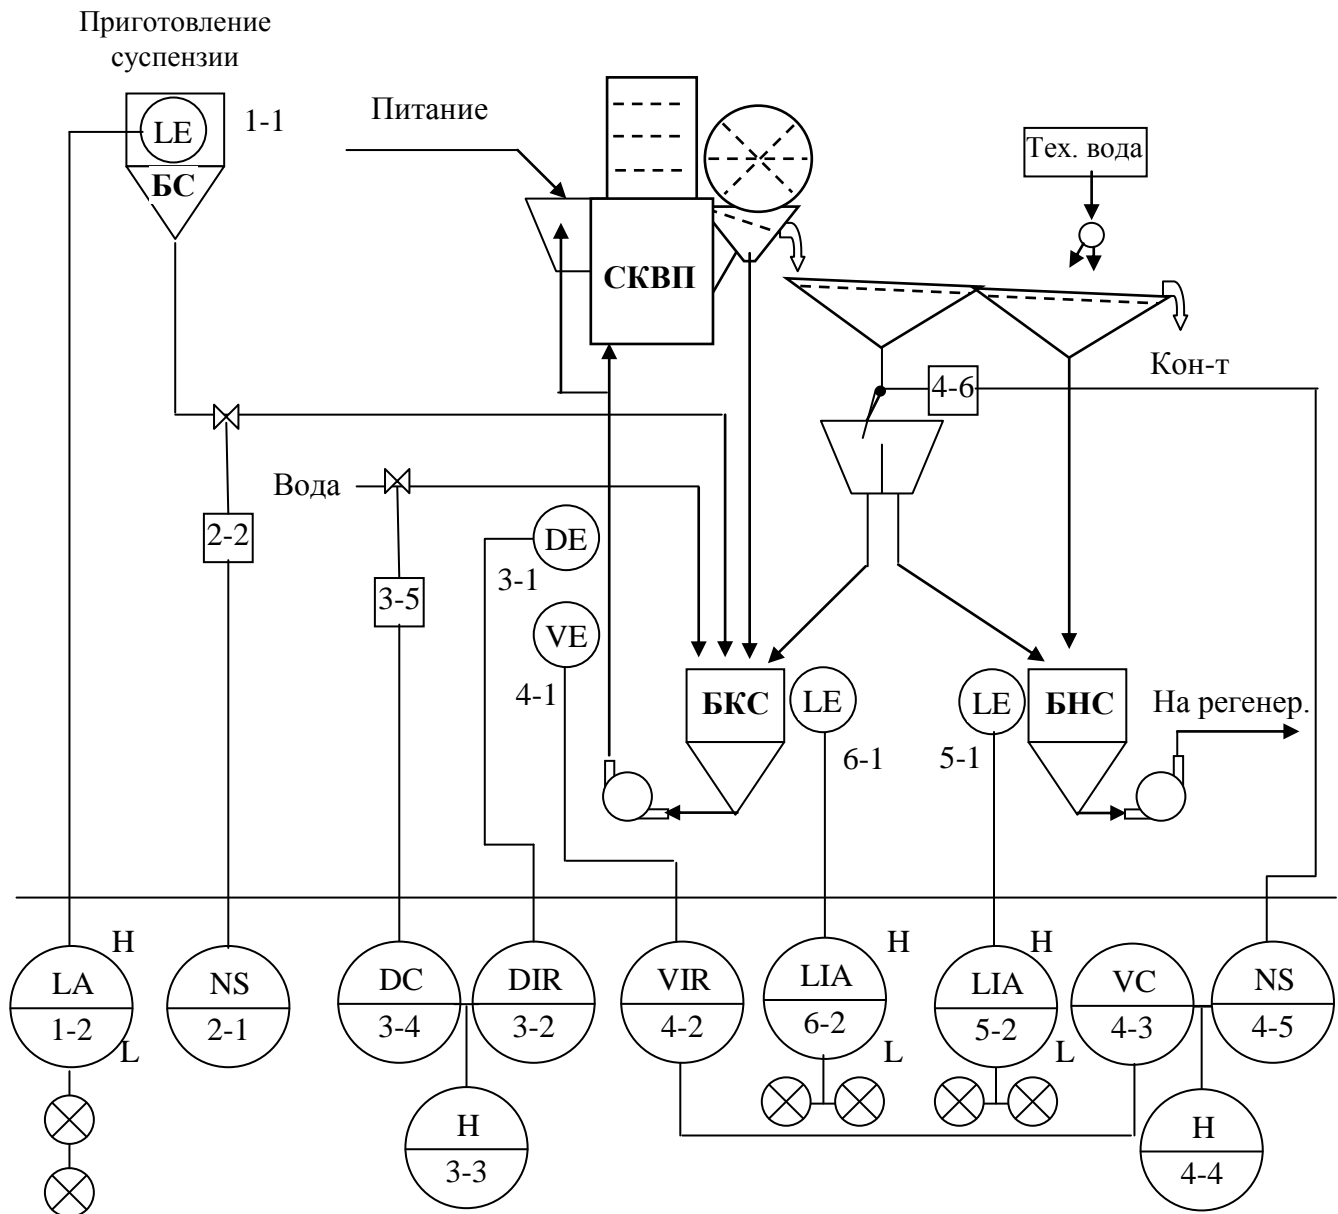 Приготовление
суспензии
LE
1-1
БС
Питание
Тех. вода
СКВП
Кон-т
4-6
Вода
2-2
DE
3-1
3-5
VE
4-1
БКС
LE
6-1
LE
5-1
БНС
На регенер.
H
LA
1-2
L
NS
2-1
DC
3-4
DIR
3-2
VIR
4-2
H
LIA
6-2
L
H
LIA
5-2
L
VC
4-3
NS
4-5
H
3-3
H
4-4